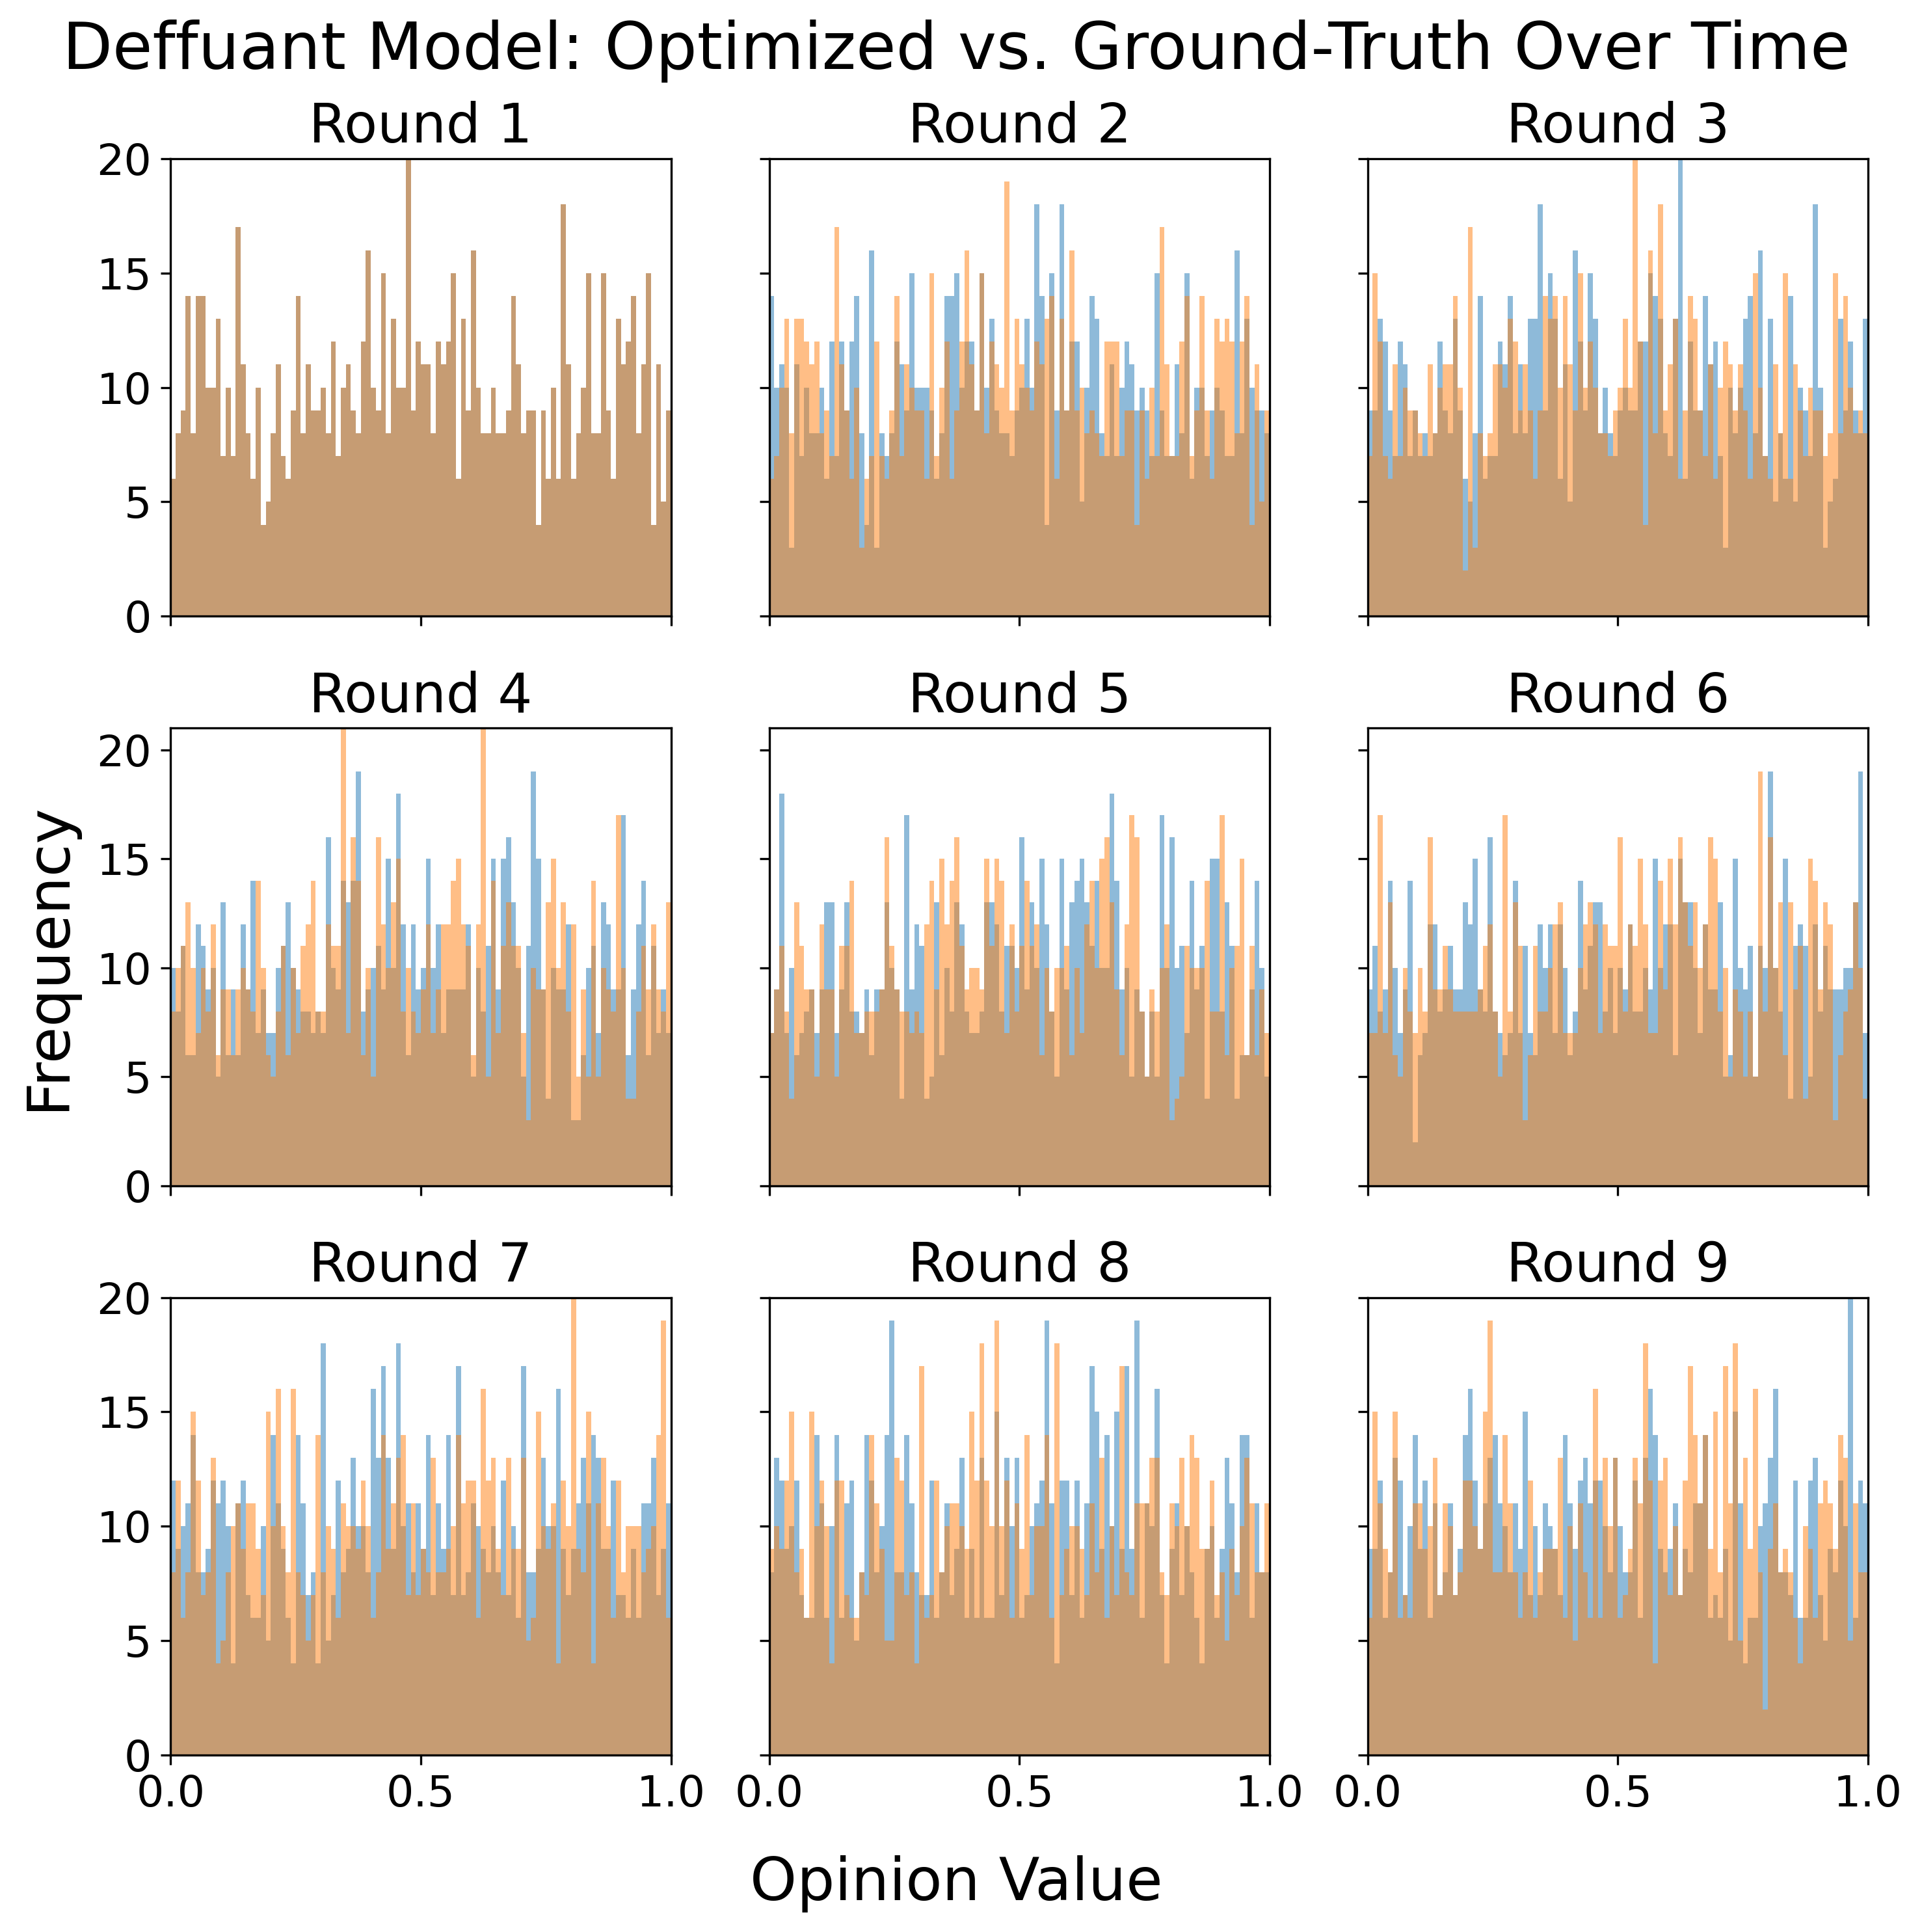 Deffuant Model: Optimized vs. Ground-Truth Over Time
Round 1
Round 2
Round 3
20
15
10
5
0
Round 4
Round 5
Round 6
20
15
10
5
0
Frequency
Round 7
Round 8
Round 9
20
15
10
5
0
0.0 0.5 1.0
0.0 0.5 1.0
0.0 0.5 1.0
Opinion Value